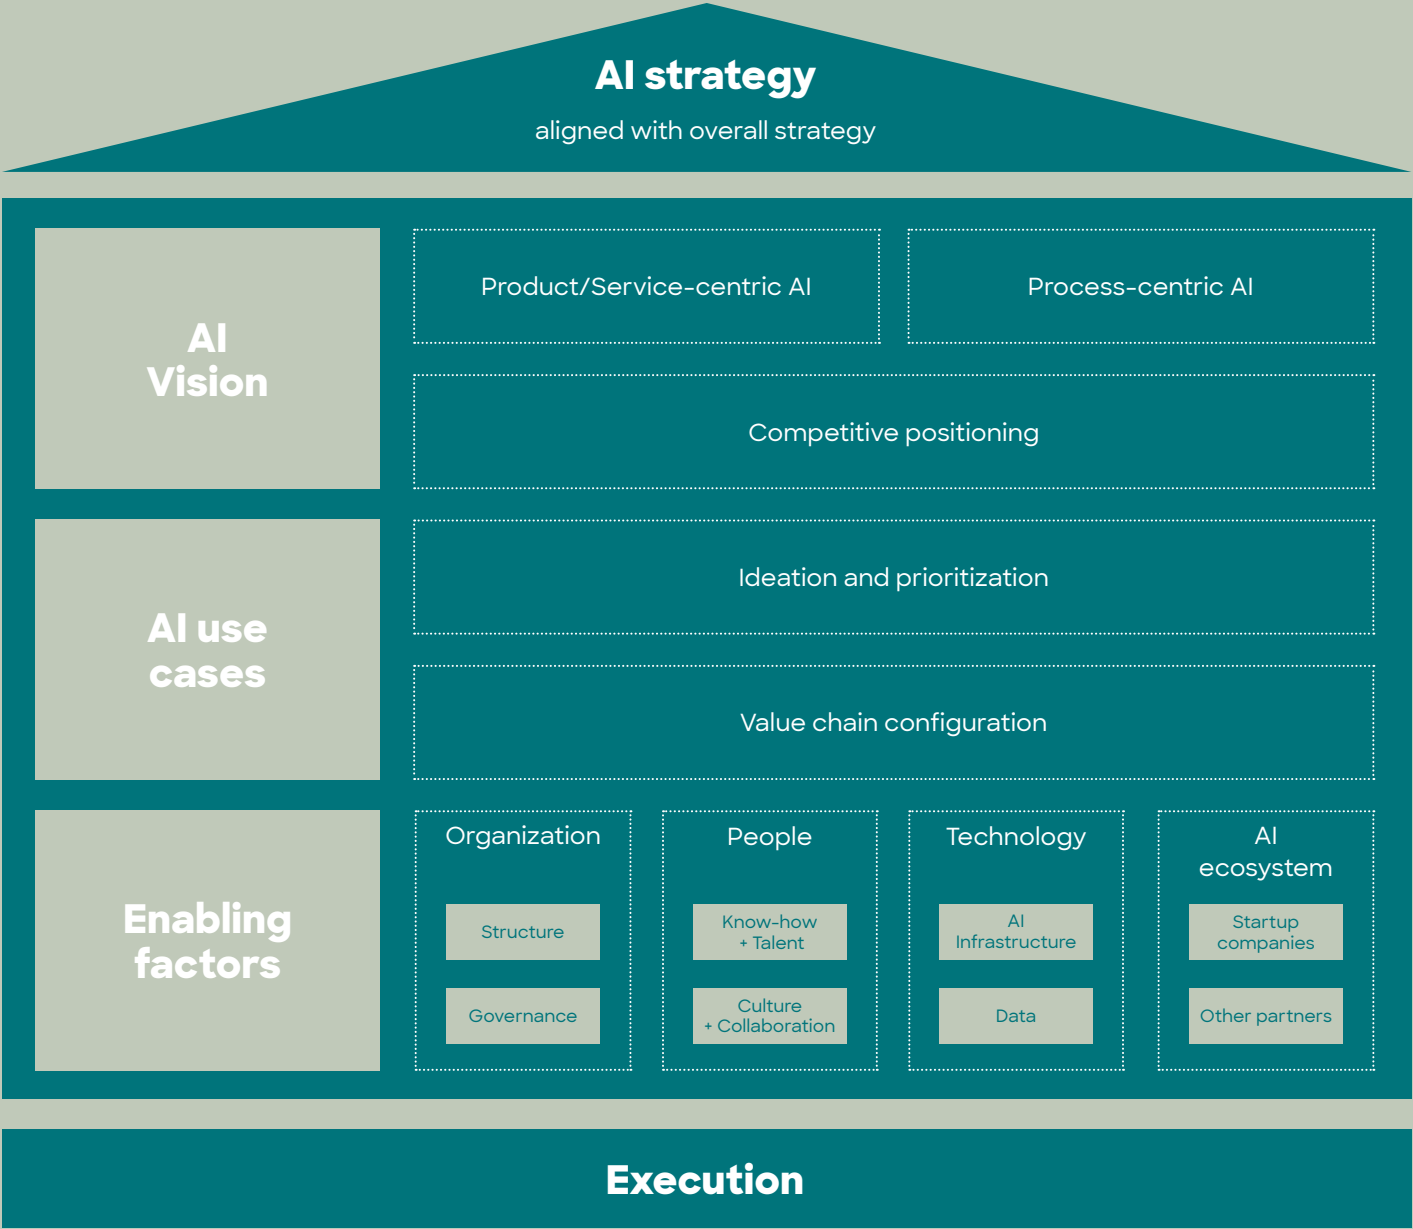 AI strategy
aligned with overall strategy
AI
Vision
Product/Service-centric AI
Process-centric AI
Competitive positioning
AI use
cases
Ideation and prioritization
Value chain configuration
Enabling
factors
Organization
Structure
Governance
People
Know-how
+ Talent
Culture
+ Collaboration
Technology
AI
Infrastructure
Data
AI
ecosystem
Startup
companies
Other partners
Execution